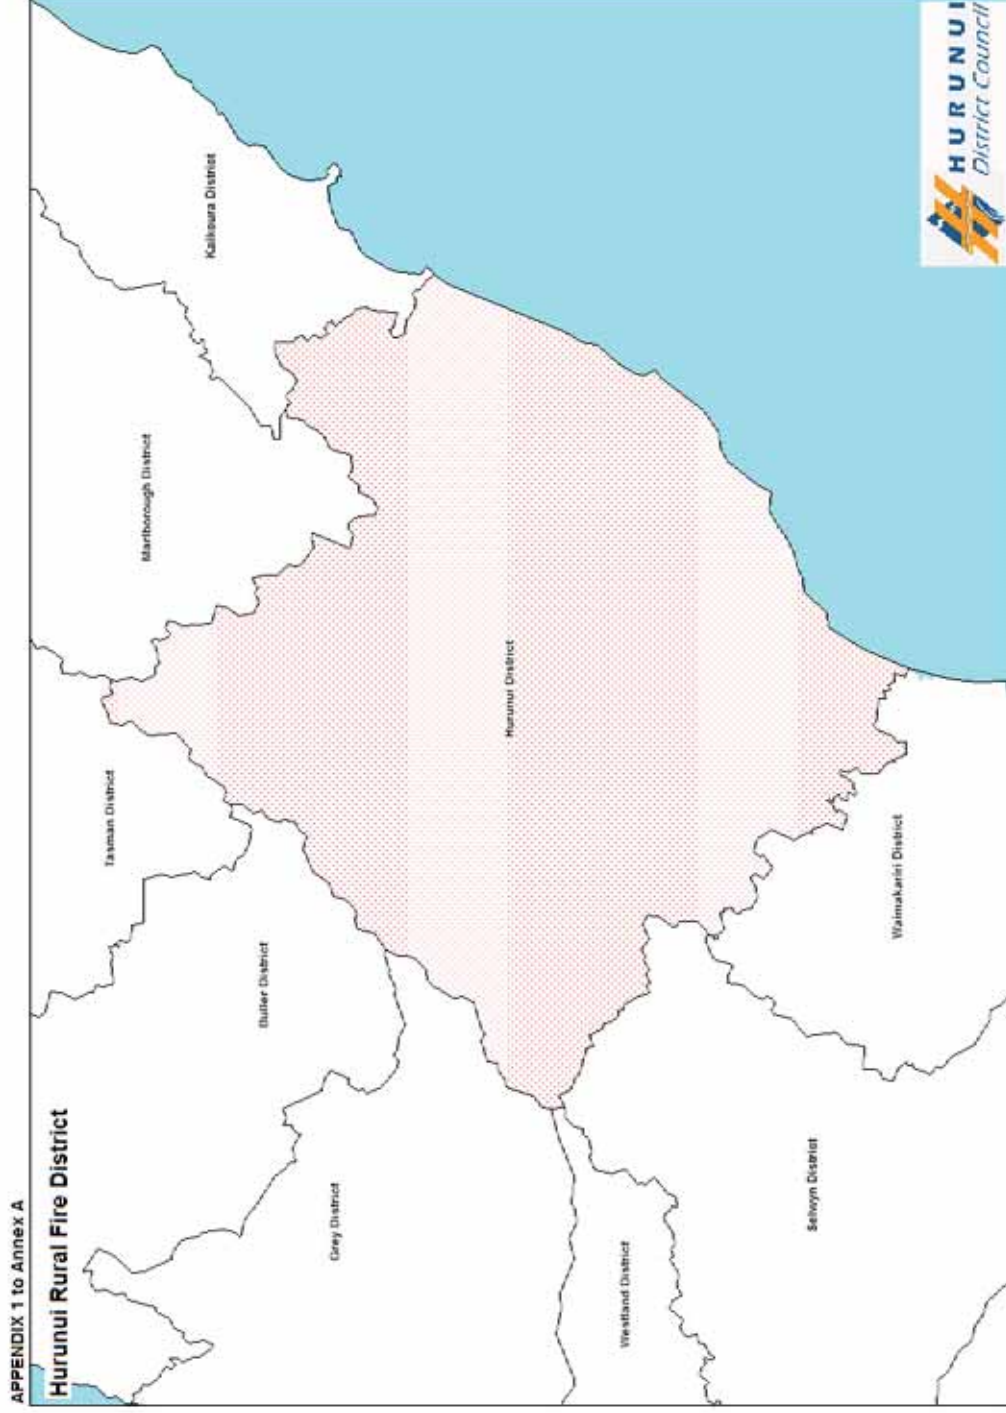 APPENDIX 1 to Annex A
Hurunui Rural Fire District
Tasman District
Marlborough District
Kaikoura District
Buller District
Grey District
Hurunui District
Westland District
Selwyn District
Waimakariri District
HURUNUI
District Council